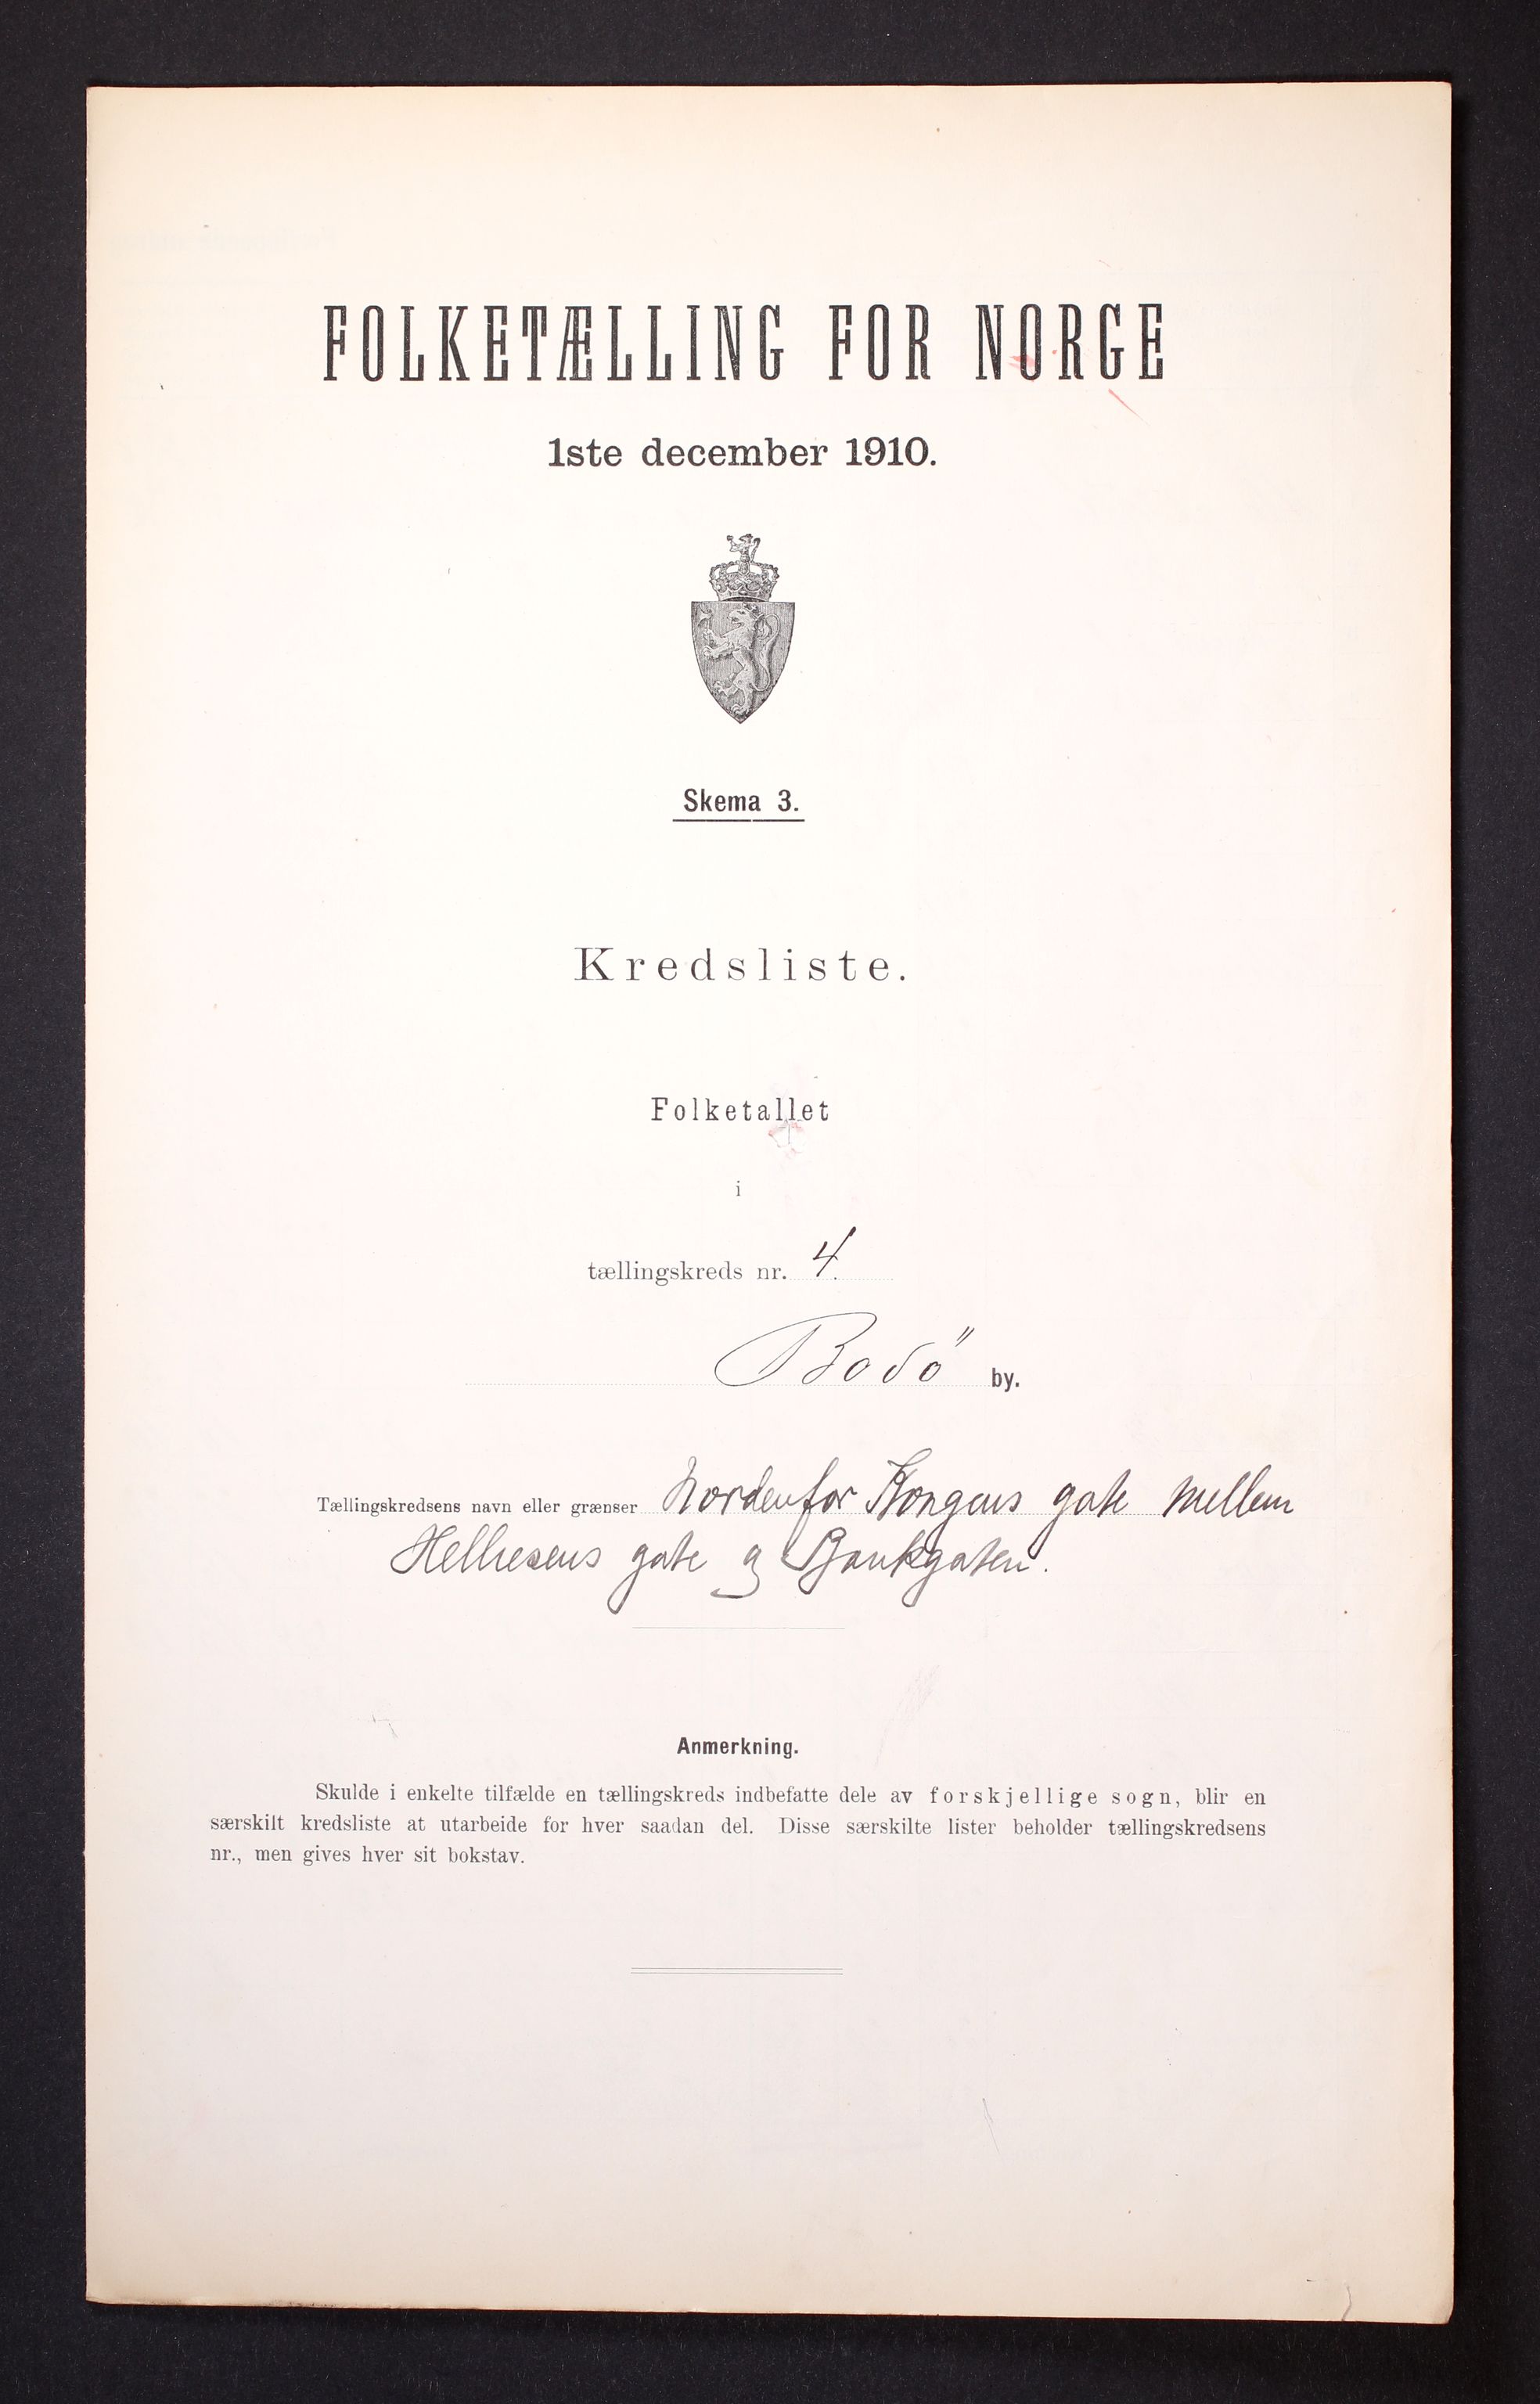 FOLKETÆLLING FOR NORGE
1ste december 1910.
Skema 3.
Kredsliste.
Folketallet
i
tællingskreds nr. 4.
Bodö by.
Tællingskredsens navn eller grænser Nordenfor Kongens gate mellem
Hellresens gate og Bankgaten.
Anmerkning.
Skulde i enkelte tilfælde en tællingskreds indbefatte dele av forskjellige sogn, blir en
særskilt kredsliste at utarbeide for hver saadan del. Disse særskilte lister beholder tællingskredsens
nr., men gives hver sit bokstav.